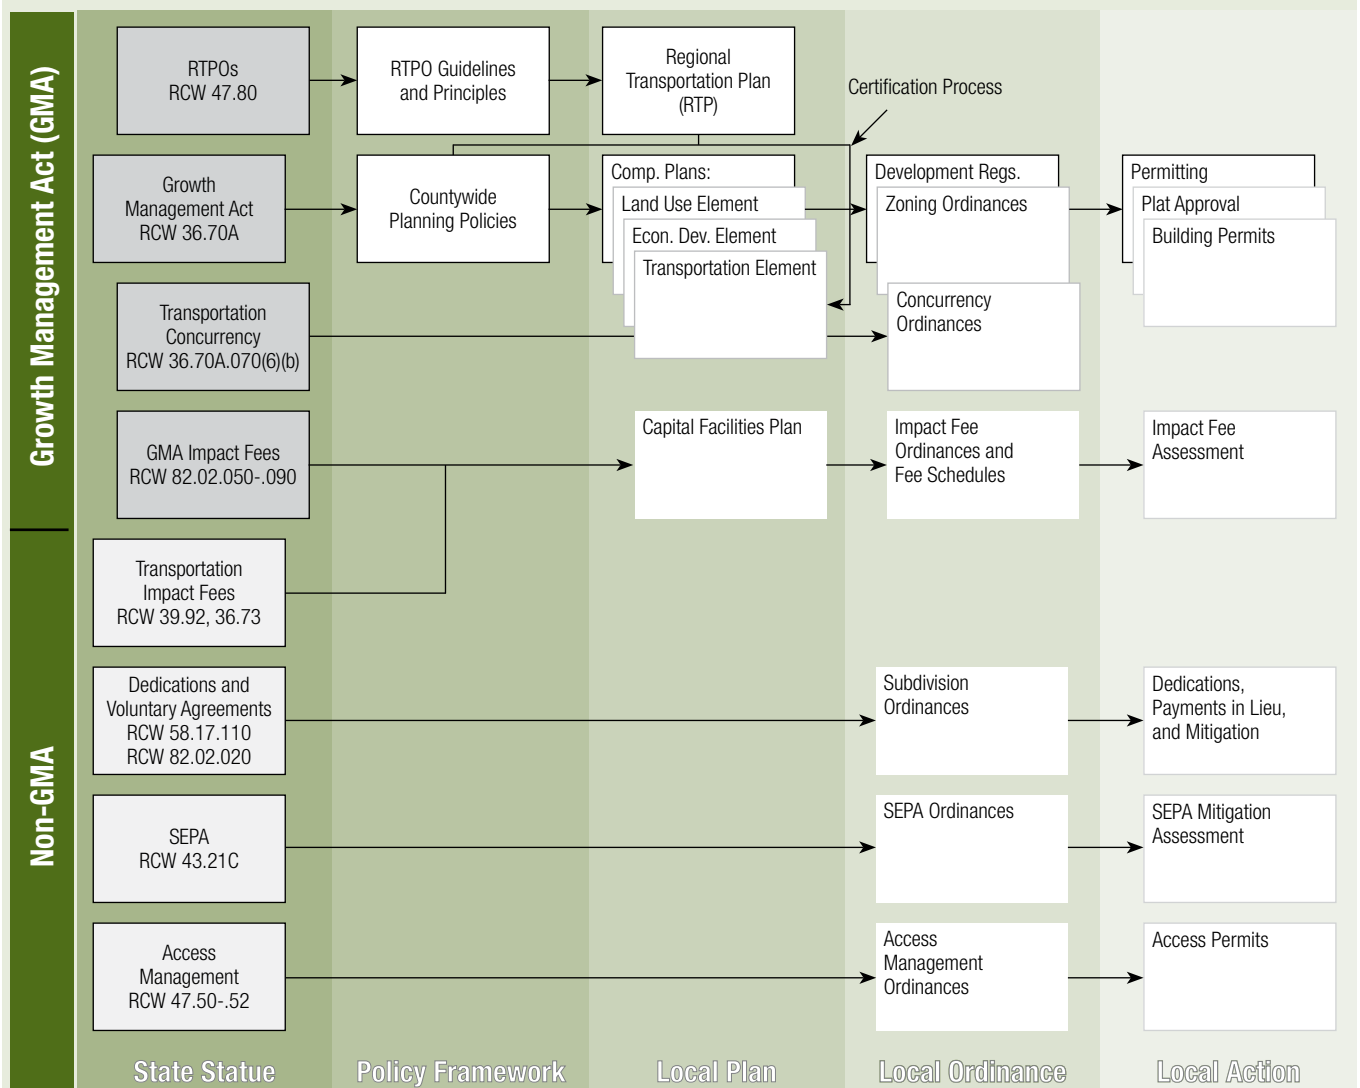 Growth Management Act (GMA)
RTPOs
RCW 47.80
RTPO Guidelines
and Principles
Regional
Transportation Plan
(RTP)
Certification Process
Growth
Management Act
RCW 36.70A
Countywide
Planning Policies
Comp. Plans:
Land Use Element
Econ. Dev. Element
Transportation Element
Development Regs.
Zoning Ordinances
Concurrency
Ordinances
Permitting
Plat Approval
Building Permits
Transportation
Concurrency
RCW 36.70A.070(6)(b)
GMA Impact Fees
RCW 82.02.050-.090
Capital Facilities Plan
Impact Fee
Ordinances and
Fee Schedules
Impact Fee
Assessment
Non-GMA
Transportation
Impact Fees
RCW 39.92, 36.73
Dedications and
Voluntary Agreements
RCW 58.17.110
RCW 82.02.020
Subdivision
Ordinances
Dedications,
Payments in Lieu,
and Mitigation
SEPA
RCW 43.21C
SEPA Ordinances
SEPA Mitigation
Assessment
Access
Management
RCW 47.50-.52
Access
Management
Ordinances
Access Permits
State Statue
Policy Framework
Local Plan
Local Ordinance
Local Action